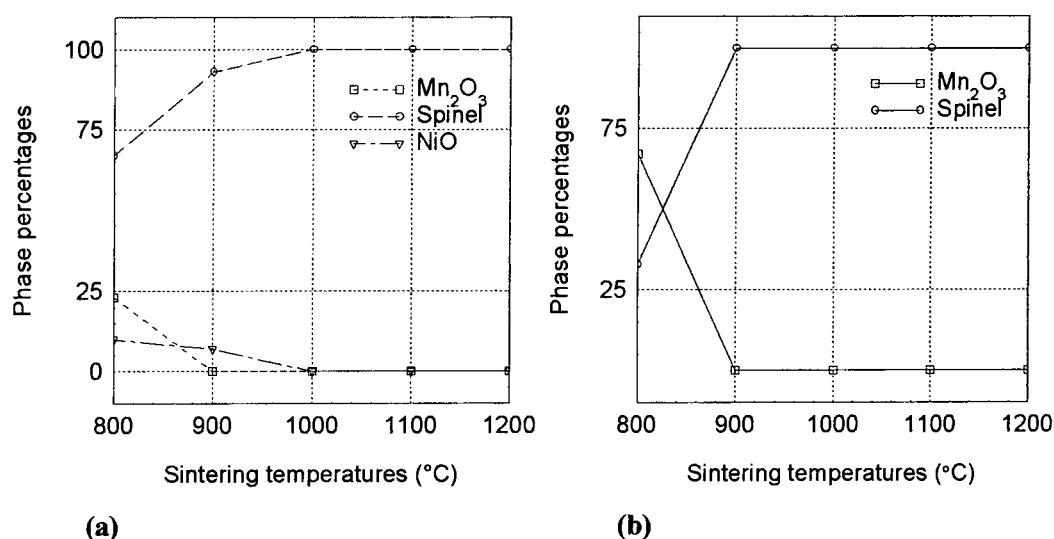 Phase percentages
100
75
25
0
Mn₂O₃
Spinel
NiO
800 900 1000 1100 1200
Sintering temperatures (°C)
(a)
Phase percentages
75
25
Mn₂O₃
Spinel
800 900 1000 1100 1200
Sintering temperatures (°C)
(b)